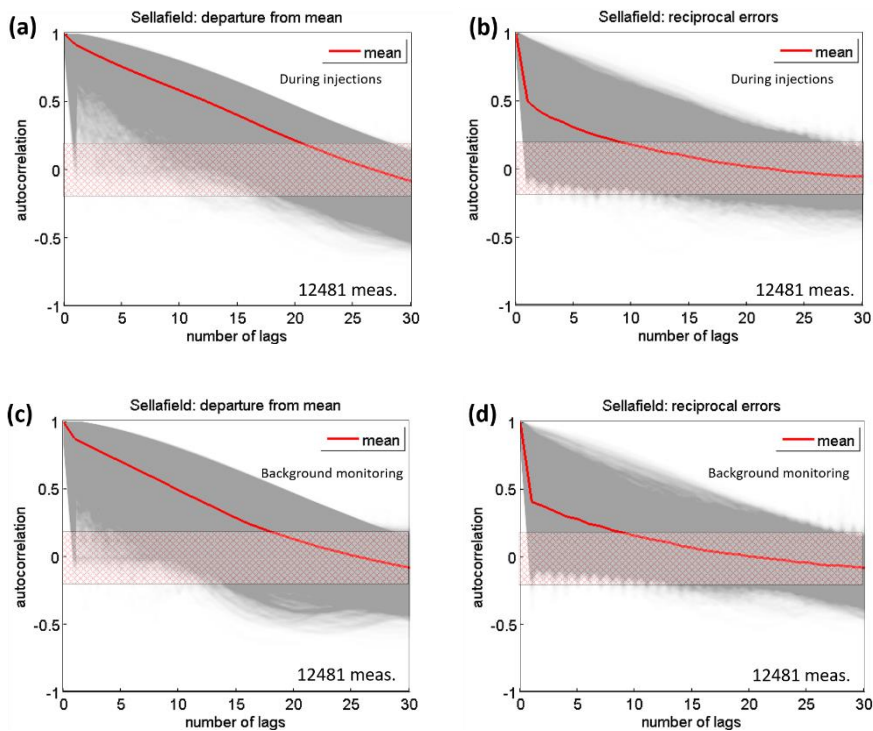 (a)
Sellafield: departure from mean
mean
During injections
1
0.5
0
-0.5
-1
autocorrelation
12481 meas.
0 5 10 15 20 25 30
number of lags
(b)
Sellafield: reciprocal errors
mean
During injections
1
0.5
0
-0.5
-1
autocorrelation
12481 meas.
0 5 10 15 20 25 30
number of lags
(c)
Sellafield: departure from mean
mean
Background monitoring
1
0.5
0
-0.5
-1
autocorrelation
12481 meas.
0 5 10 15 20 25 30
number of lags
(d)
Sellafield: reciprocal errors
mean
Background monitoring
1
0.5
0
-0.5
-1
autocorrelation
12481 meas.
0 5 10 15 20 25 30
number of lags